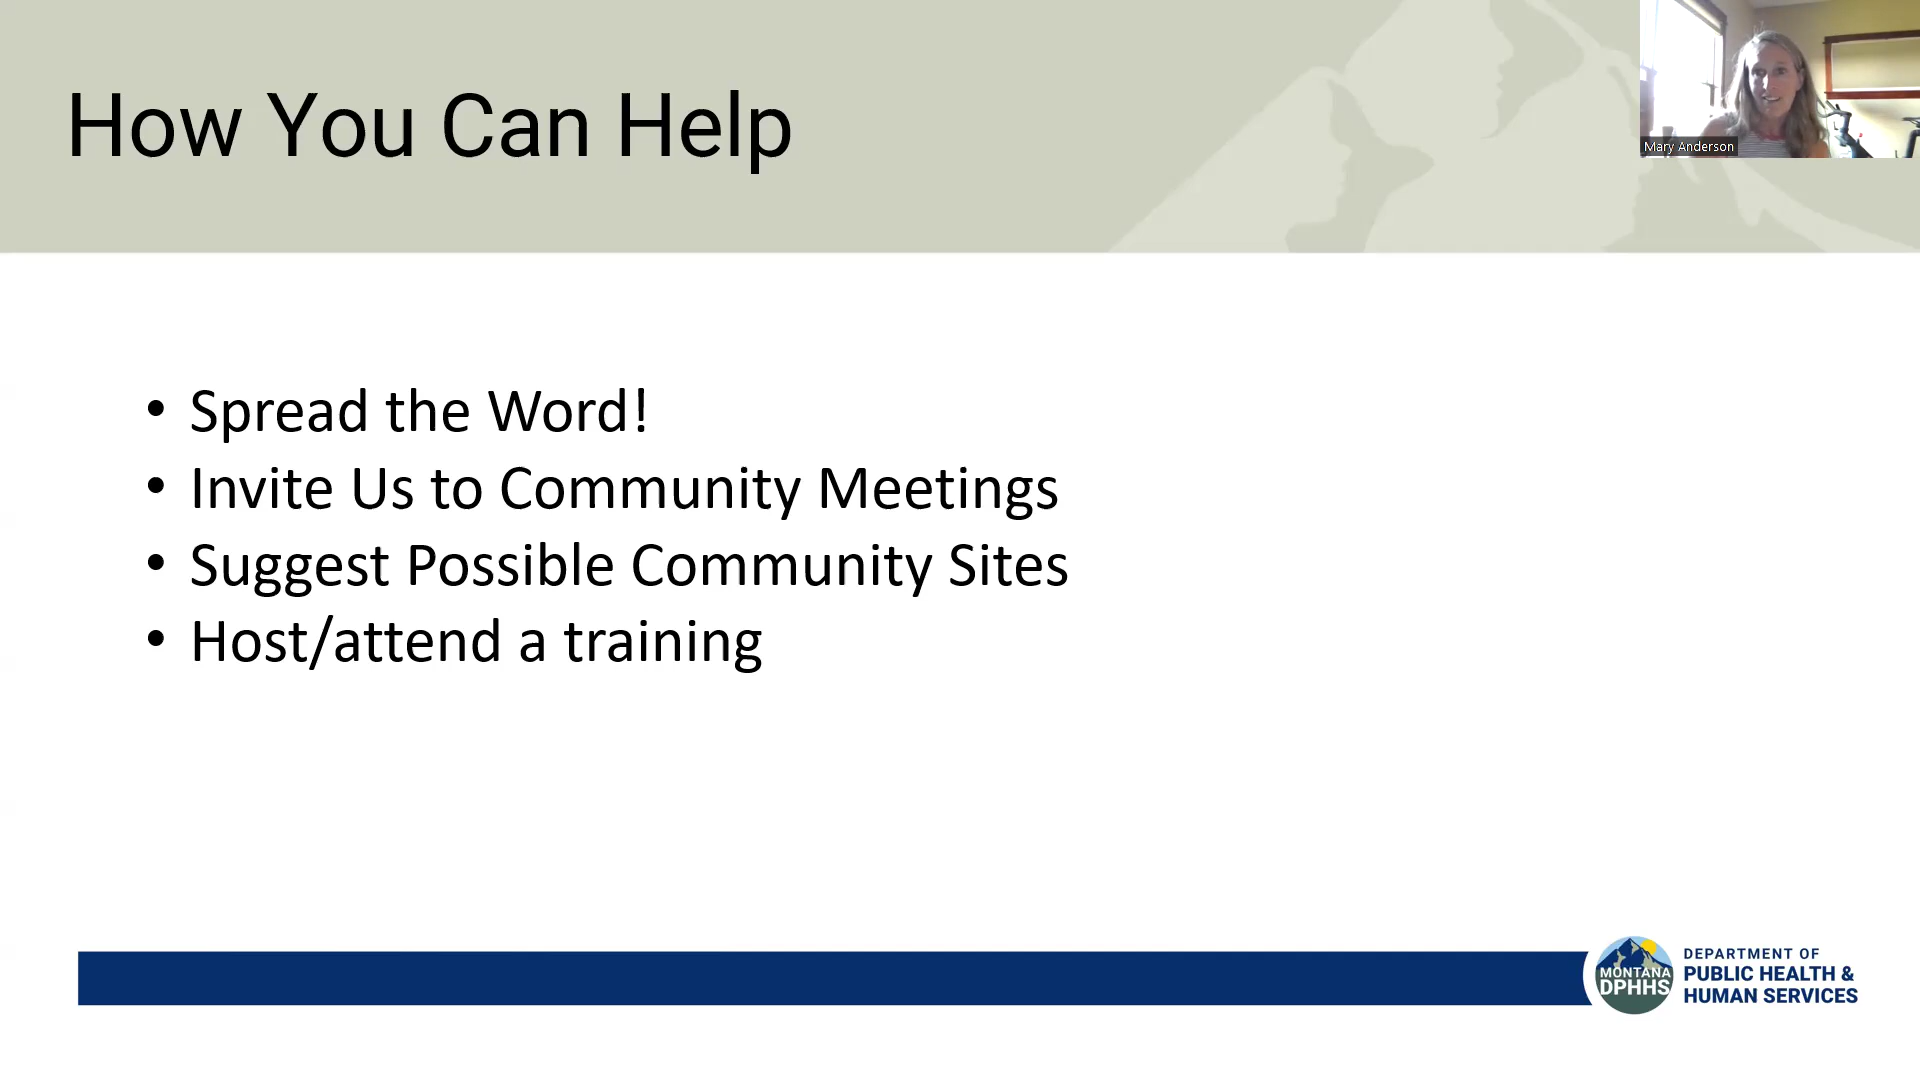 How You Can Help
Mary Anderson
• Spread the Word!
• Invite Us to Community Meetings
• Suggest Possible Community Sites
• Host/attend a training
MONTANA
DPHHS
DEPARTMENT OF
PUBLIC HEALTH &
HUMAN SERVICES